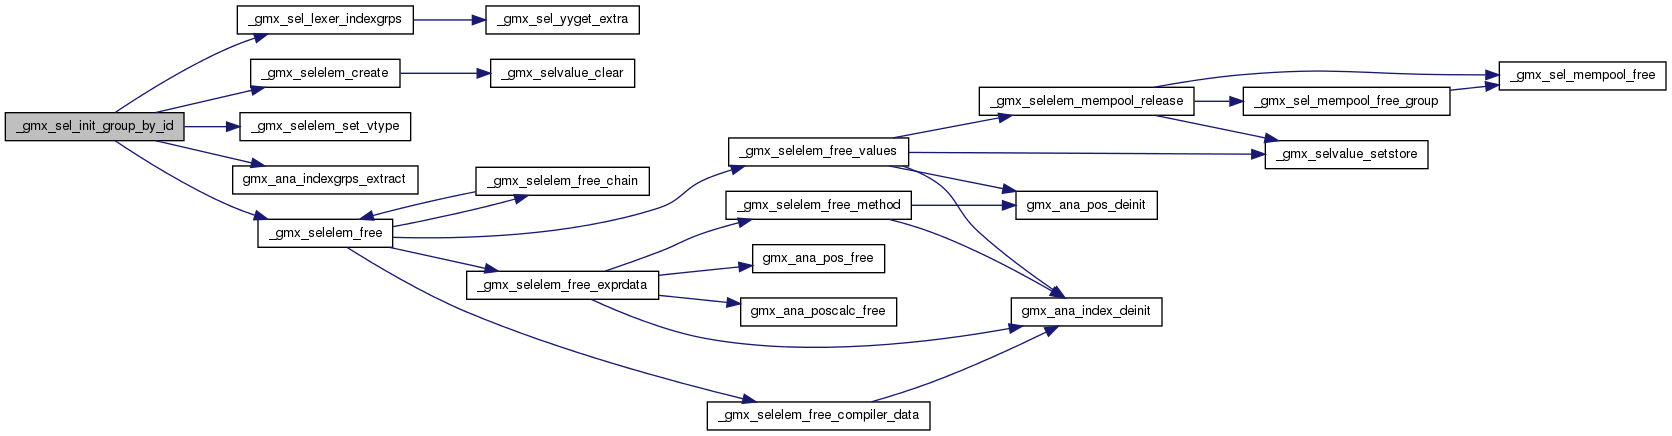 _gmx_sel_init_group_by_id
_gmx_sel_lexer_indexgrps
_gmx_sel_yyget_extra
_gmx_selelem_create
_gmx_selvalue_clear
_gmx_selelem_set_vtype
gmx_ana_indexgrps_extract
_gmx_selelem_free
_gmx_selelem_free_chain
_gmx_selelem_free_exprdata
_gmx_selelem_free_values
_gmx_selelem_free_method
gmx_ana_pos_free
gmx_ana_poscalc_free
_gmx_selelem_free_compiler_data
_gmx_selelem_mempool_release
gmx_ana_pos_deinit
gmx_ana_index_deinit
_gmx_sel_mempool_free_group
_gmx_selvalue_setstore
_gmx_sel_mempool_free